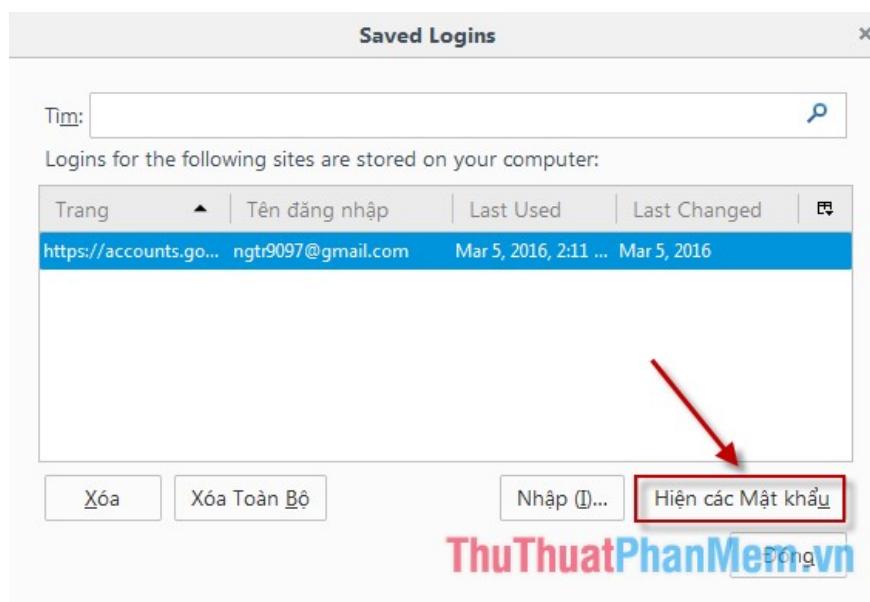 Saved Logins
Tìm:
Logins for the following sites are stored on your computer:
Trang Tên đăng nhập Last Used Last Changed
https://accounts.go... ngtr9097@gmail.com Mar 5, 2016, 2:11 ... Mar 5, 2016
Xóa Xóa Toàn Bộ Nhập (I)... Hiện các Mật khẩu
ThuThuatPhanMem.vn
Đóng